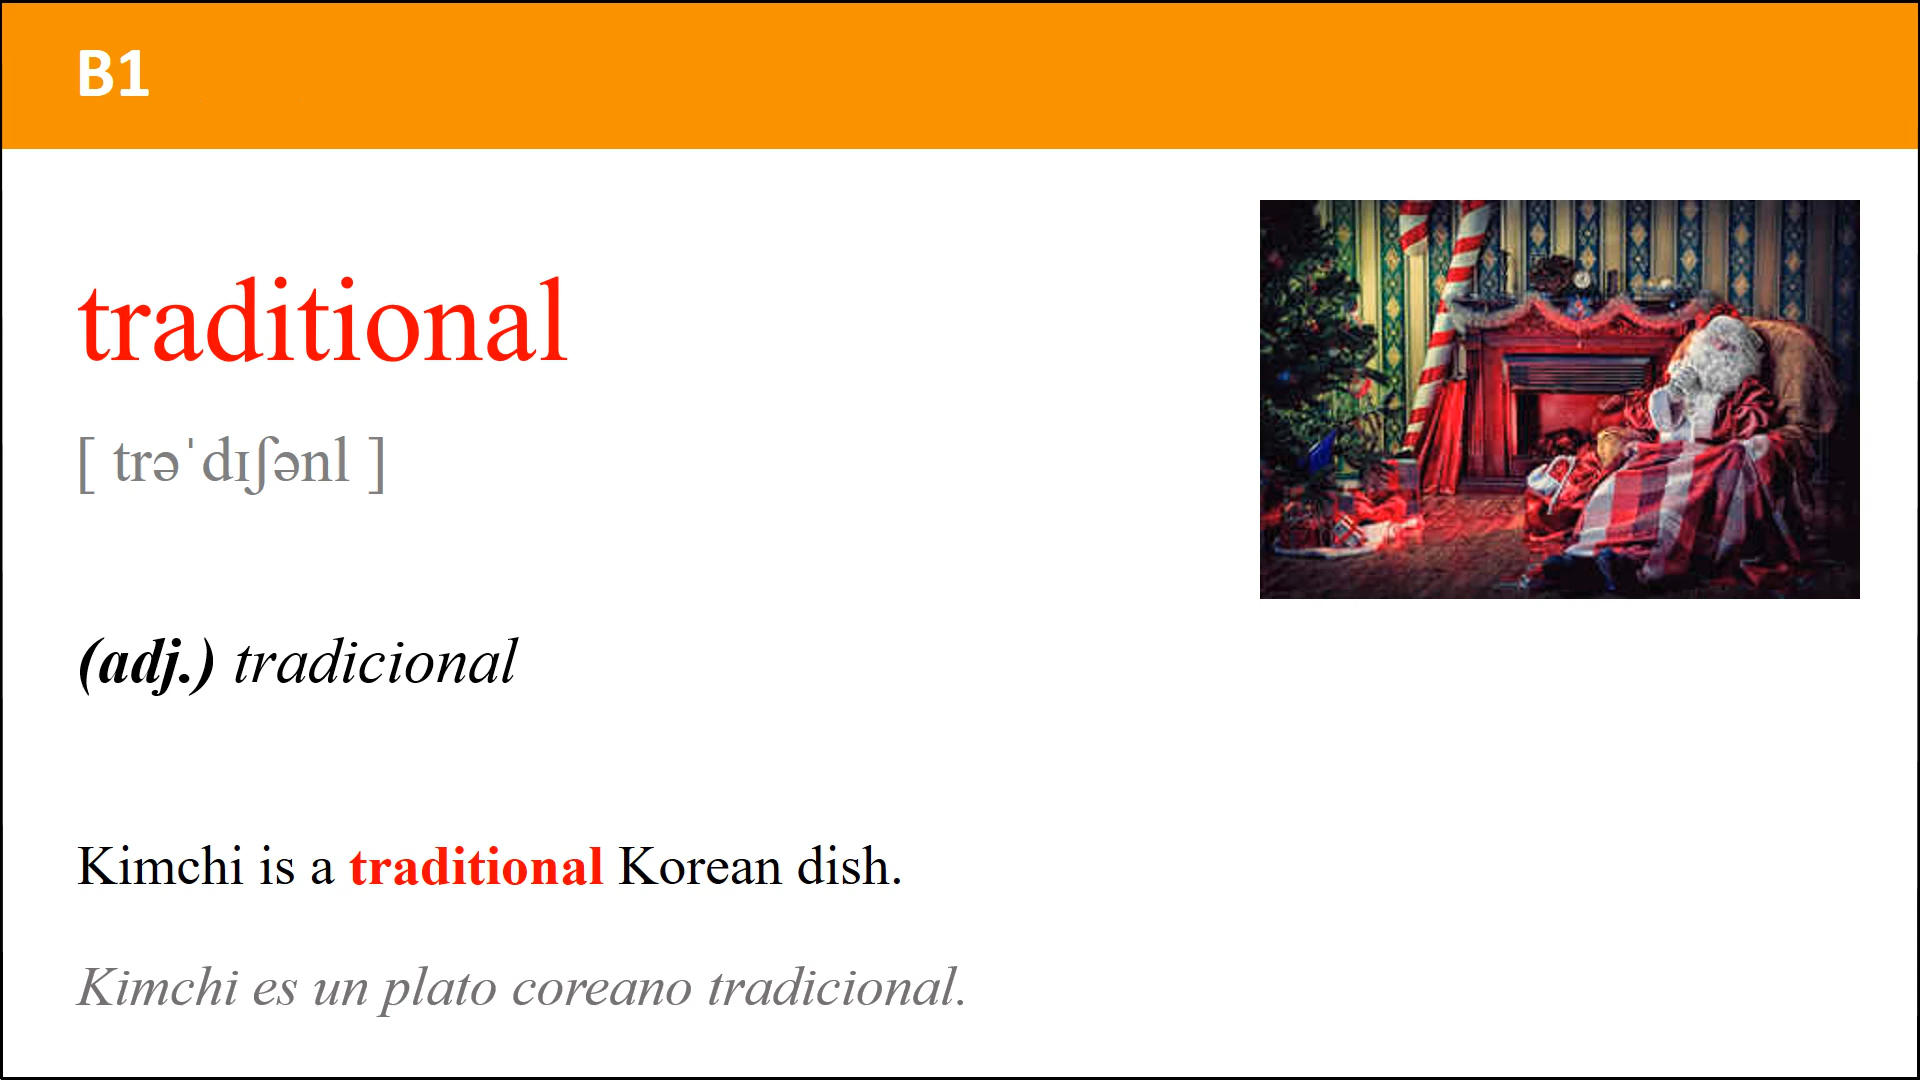 B1
traditional
[ trəˈdɪʃənl ]
(adj.) tradicional
Kimchi is a traditional Korean dish.
Kimchi es un plato coreano tradicional.